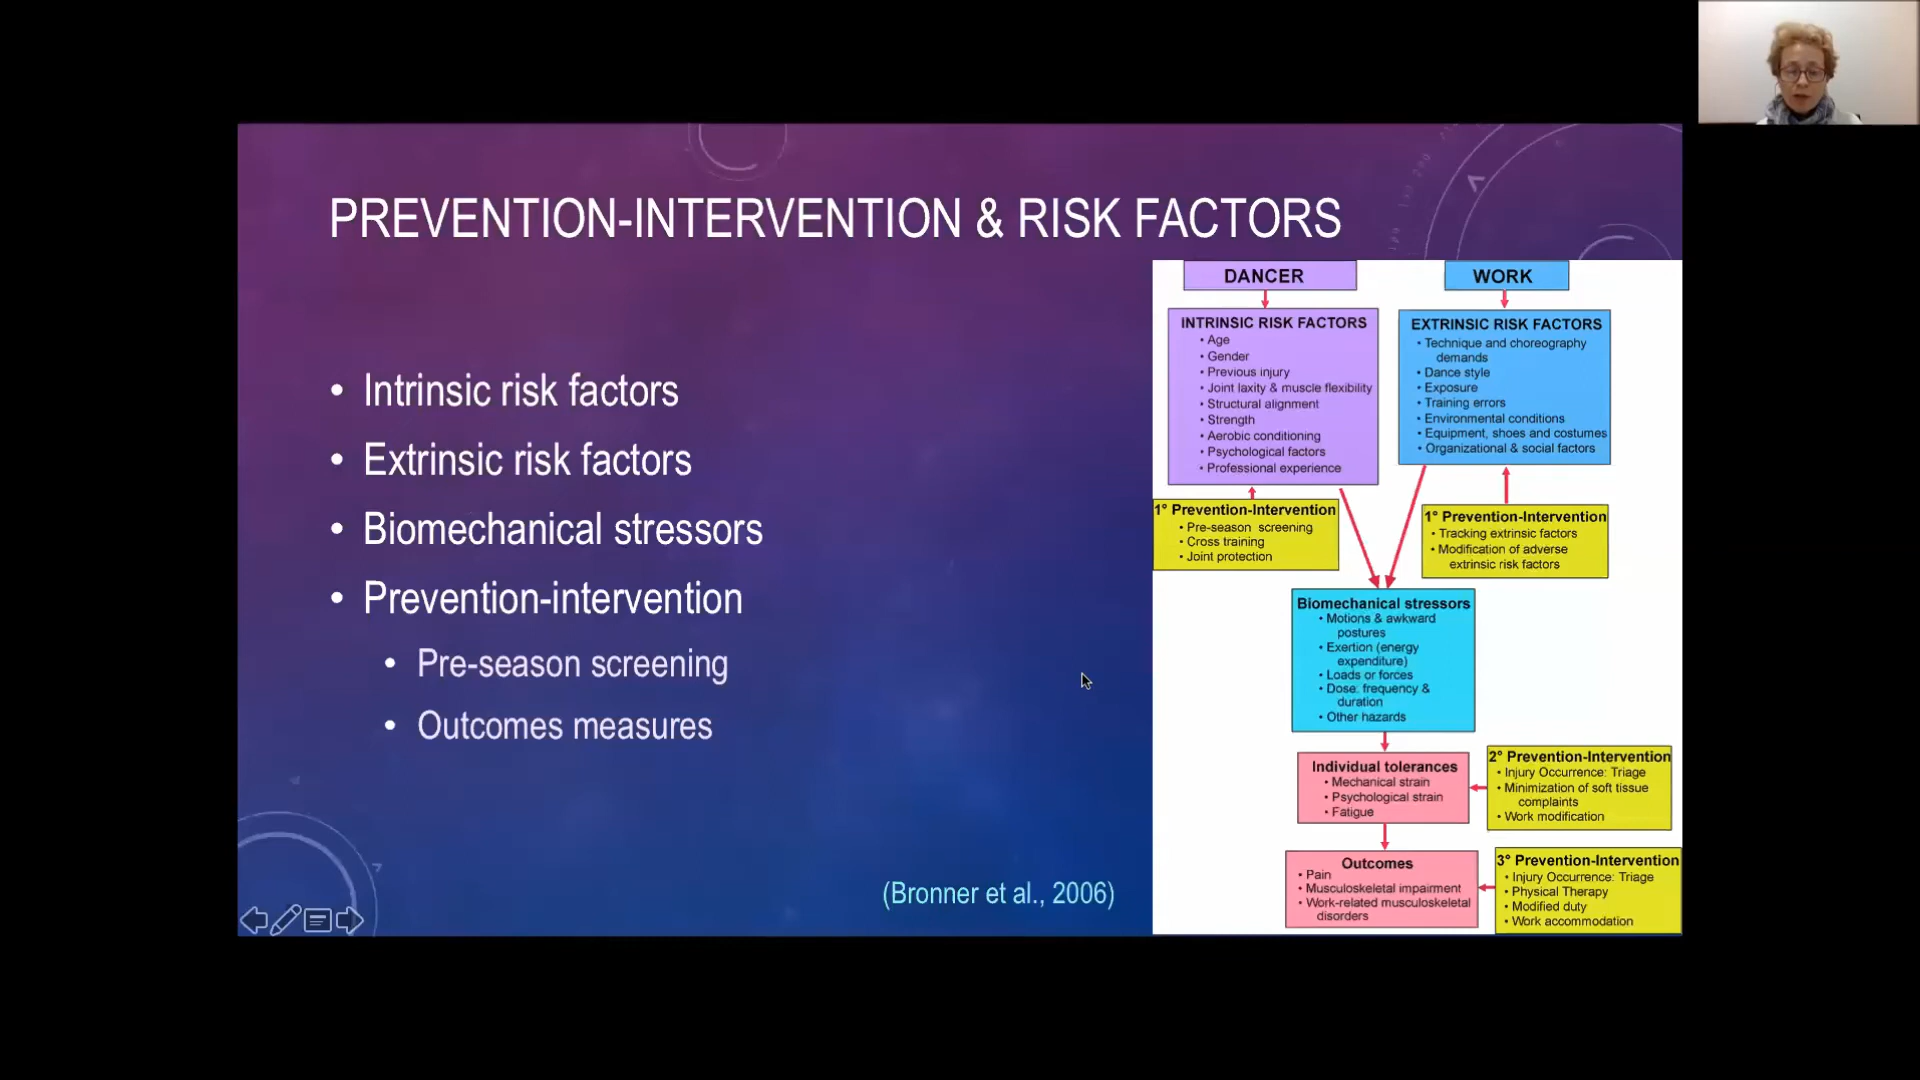 PREVENTION-INTERVENTION & RISK FACTORS
• Intrinsic risk factors
• Extrinsic risk factors
• Biomechanical stressors
• Prevention-intervention
• Pre-season screening
• Outcomes measures
(Bronner et al., 2006)
DANCER
INTRINSIC RISK FACTORS
• Age
• Gender
• Previous injury
• Joint laxity & muscle flexibility
• Structural alignment
• Strength
• Aerobic conditioning
• Psychological factors
• Professional experience
1° Prevention-Intervention
• Pre-season screening
• Cross training
• Joint protection
WORK
EXTRINSIC RISK FACTORS
• Technique and choreography
demands
• Dance style
• Exposure
• Training errors
• Environmental conditions
• Equipment, shoes and costumes
• Organizational & social factors
1° Prevention-Intervention
• Tracking extrinsic factors
• Modification of adverse
extrinsic risk factors
Biomechanical stressors
• Motions & awkward
postures
• Exertion (energy
expenditure)
• Loads or forces
• Dose: frequency &
duration
• Other hazards
Individual tolerances
• Mechanical strain
• Psychological strain
• Fatigue
2° Prevention-Intervention
• Injury Occurrence: Triage
• Minimization of soft tissue
complaints
• Work modification
Outcomes
• Pain
• Musculoskeletal impairment
• Work-related musculoskeletal
disorders
3° Prevention-Intervention
• Injury Occurrence: Triage
• Physical Therapy
• Modified duty
• Work accommodation